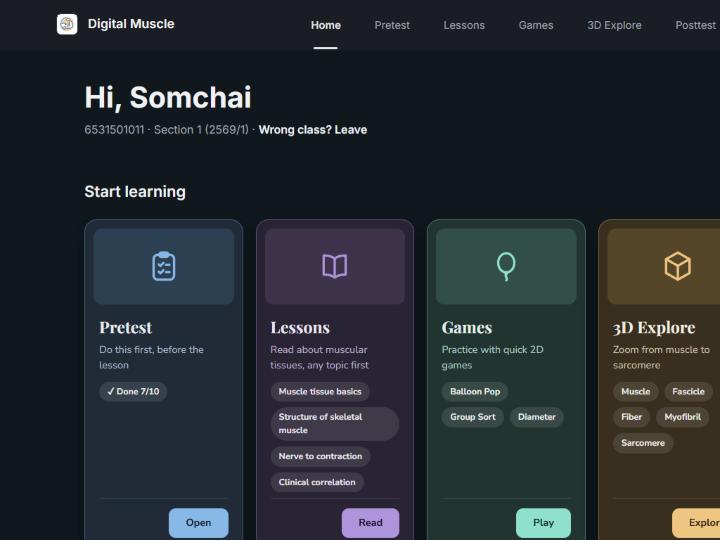 Digital Muscle
Home
Pretest
Lessons
Games
3D Explore
Posttest
Hi, Somchai
6531501011 · Section 1 (2569/1) · Wrong class? Leave
Start learning
Pretest
Do this first, before the
lesson
✓ Done 7/10
Open
Lessons
Read about muscular
tissues, any topic first
Muscle tissue basics
Structure of skeletal
muscle
Nerve to contraction
Clinical correlation
Read
Games
Practice with quick 2D
games
Balloon Pop
Group Sort
Diameter
Play
3D Explore
Zoom from muscle to
sarcomere
Muscle
Fascicle
Fiber
Myofibril
Sarcomere
Explor